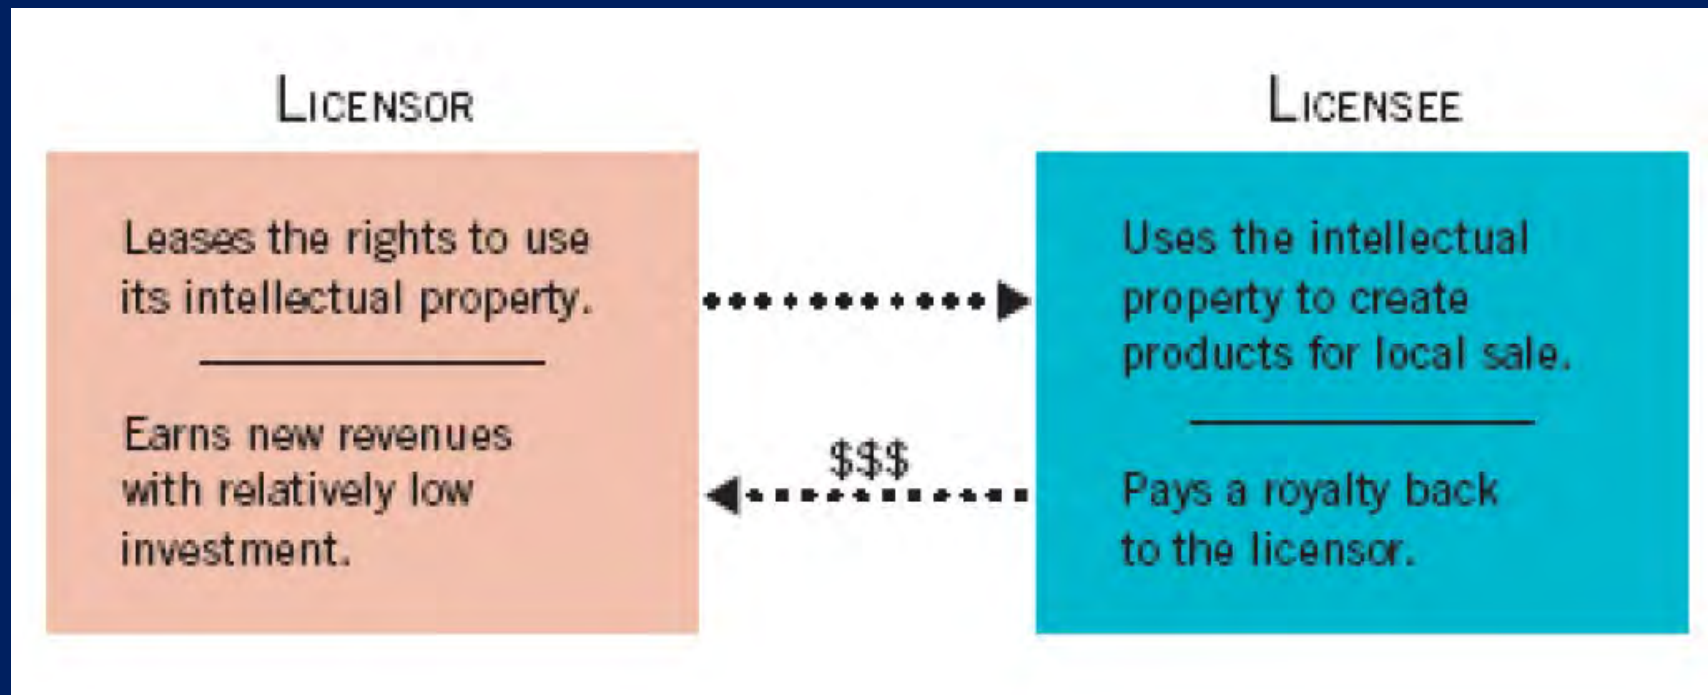 LICENSOR
Leases the rights to use
its intellectual property.
Earns new revenues
with relatively low
investment.
$$$
LICENSEE
Uses the intellectual
property to create
products for local sale.
Pays a royalty back
to the licensor.